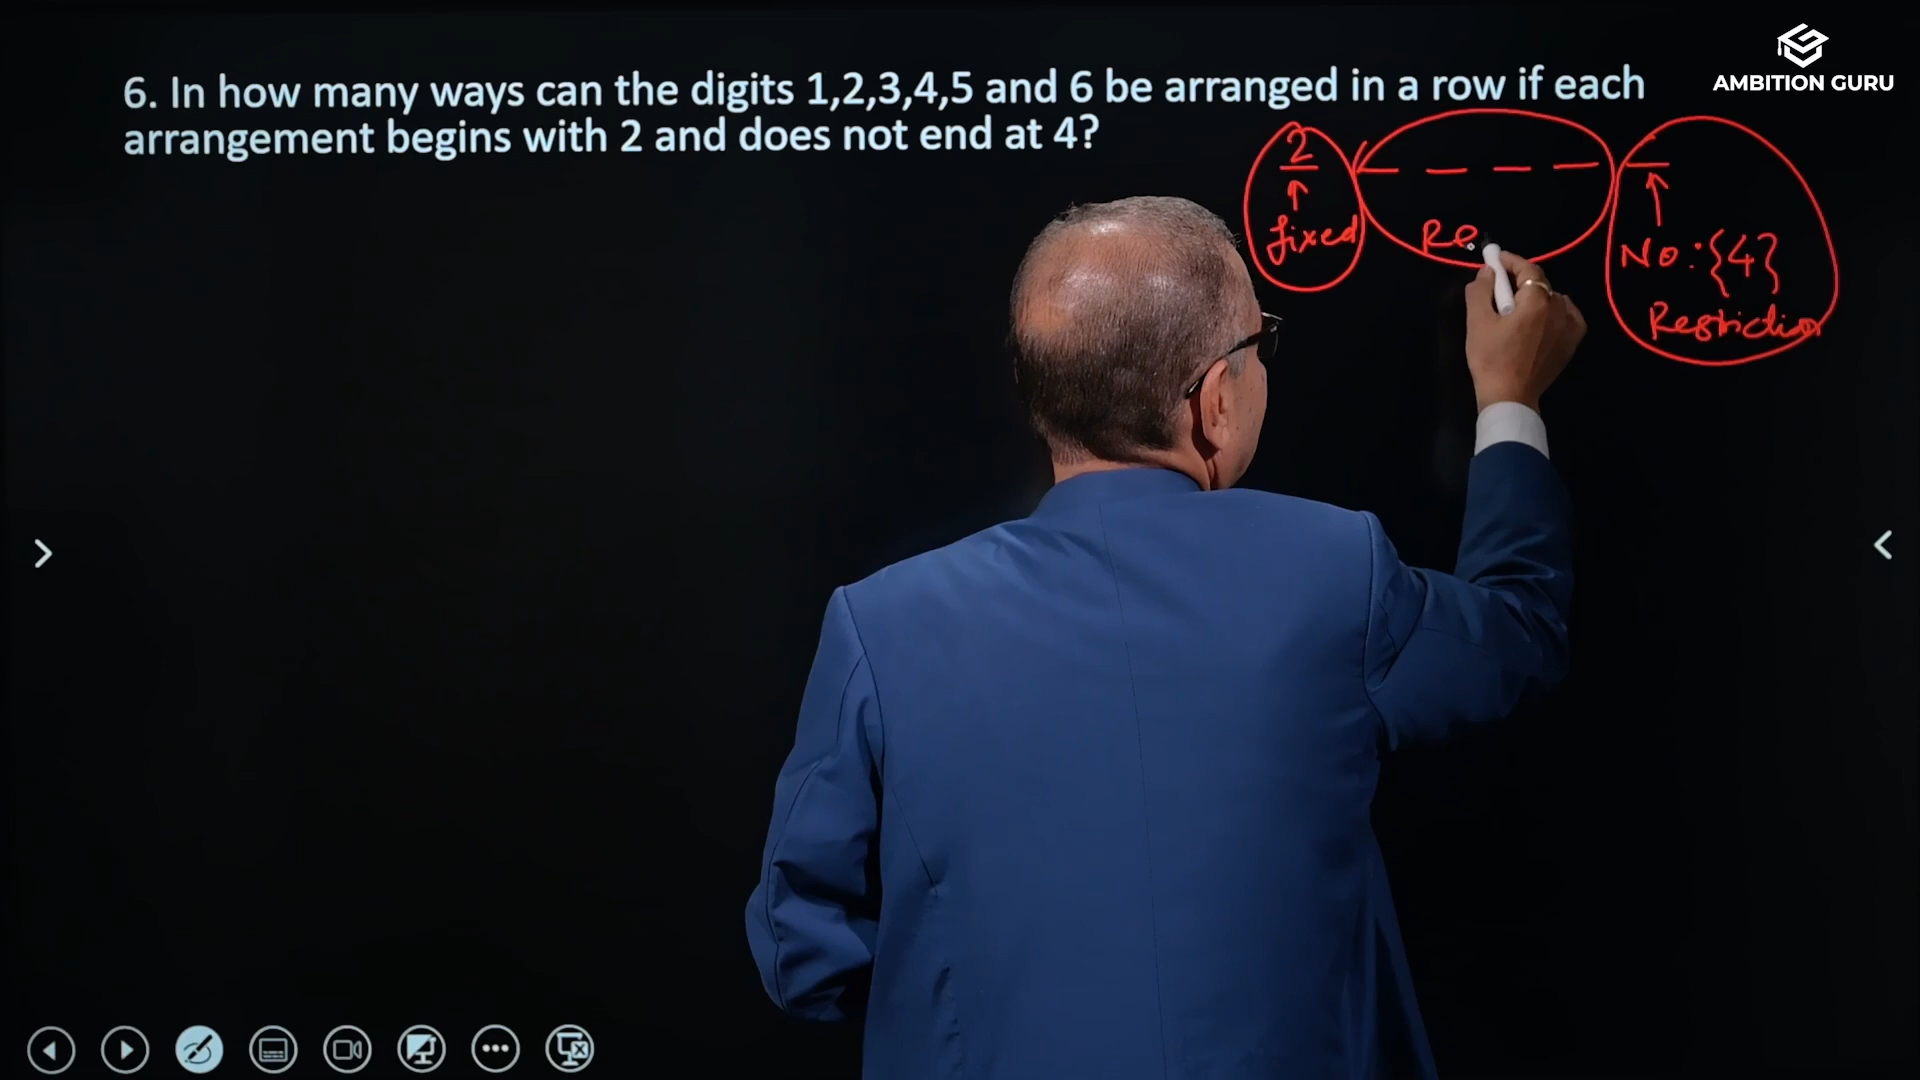 AMBITION GURU
6. In how many ways can the digits 1,2,3,4,5 and 6 be arranged in a row if each
arrangement begins with 2 and does not end at 4?
2
fixed
Re
No:{4}
Restriction